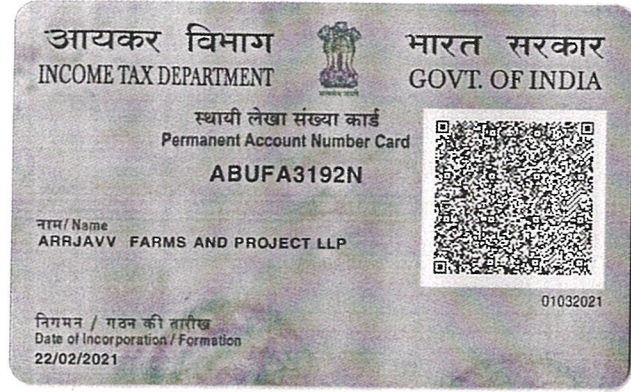 आयकर विभाग
INCOME TAX DEPARTMENT
भारत सरकार
GOVT. OF INDIA
स्थायी लेखा संख्या कार्ड
Permanent Account Number Card
ABUFA3192N
नाम/ Name
ARRJAVV FARMS AND PROJECT LLP
01032021
निगमन / गठन की तारीख
Date of Incorporation / Formation
22/02/2021